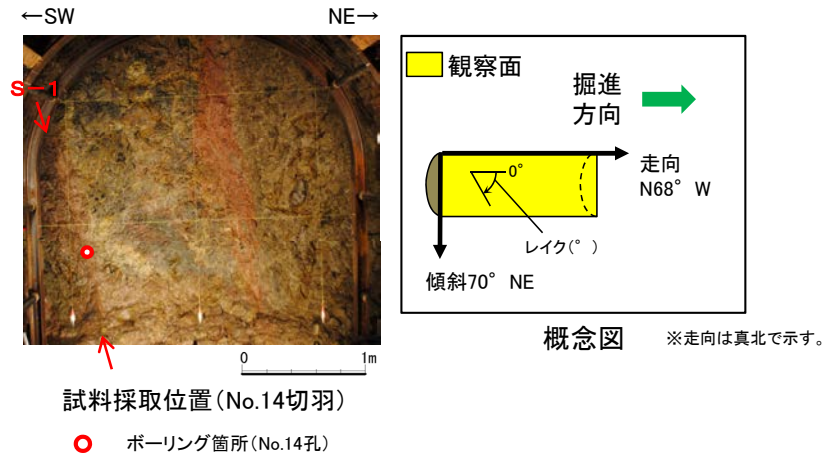 ←SW
NE→
S-1
0
1m
試料採取位置(No.14切羽)
ボーリング箇所(No.14孔)
観察面
掘進
方向
0°
走向
N68°W
レイク(°)
傾斜70°NE
概念図
※走向は真北で示す。